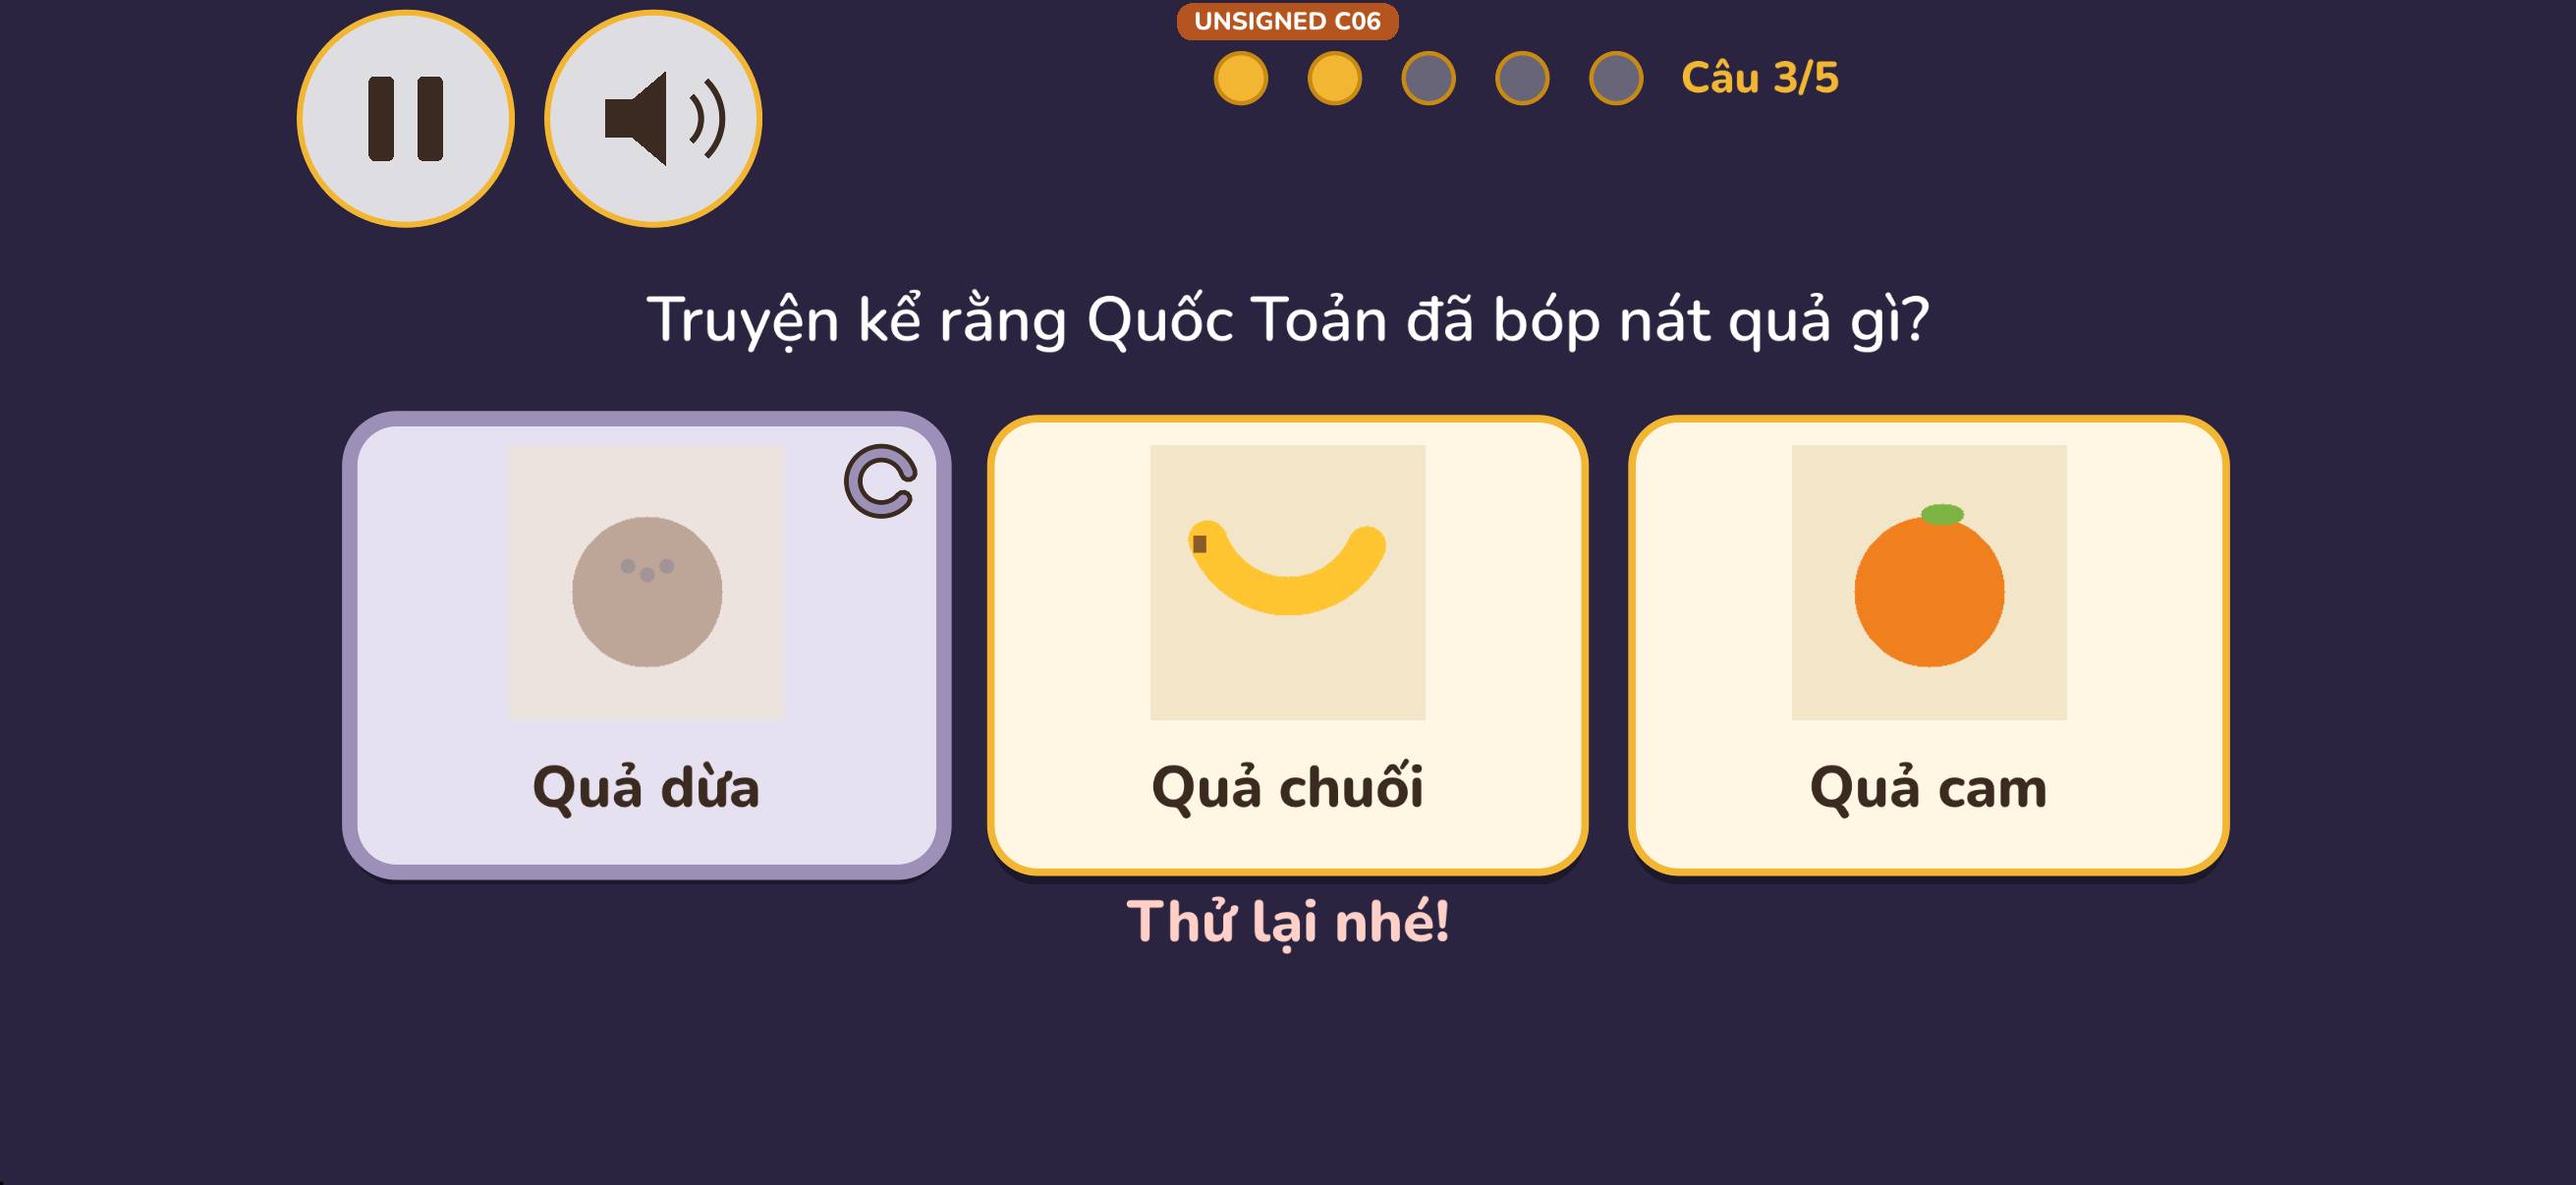 UNSIGNED C06
Câu 3/5
Truyện kể rằng Quốc Toản đã bóp nát quả gì?
Quả dừa
Quả chuối
Quả cam
Thử lại nhé!